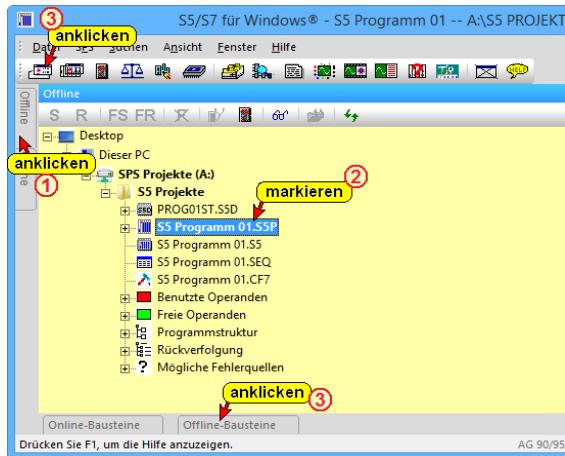 S5/S7 für Windows® - S5 Programm 01 -- A:\S5 PROJEKT
3
anklicken
Datei SPS Suchen Ansicht Fenster Hilfe
HELP
Offline
Offline
S R FS FR
Desktop
Dieser PC
anklicken
1
SPS Projekte (A:)
S5 Projekte
markieren
2
PROG01ST.S5D
S5 Programm 01.S5P
S5 Programm 01.S5
S5 Programm 01.SEQ
S5 Programm 01.CF7
Benutzte Operanden
Freie Operanden
Programmstruktur
Rückverfolgung
? Mögliche Fehlerquellen
anklicken
3
Online-Bausteine
Offline-Bausteine
Drücken Sie F1, um die Hilfe anzuzeigen.
AG 90/95